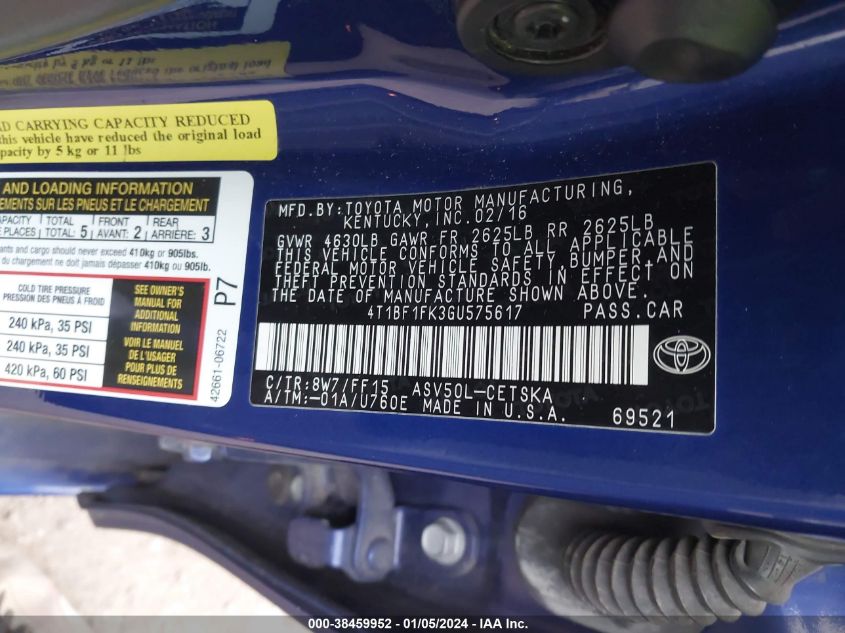 D CARRYING CAPACITY REDUCED
this vehicle have reduced the original load
pacity by 5 kg or 11 lbs
AND LOADING INFORMATION
EMENTS SUR LES PNEUS ET LE CHARGEMENT
CAPACITY TOTAL FRONT REAR
E PLACES TOTAL 5 AVANT: 2 ARRIÈRE: 3
ants and cargo should never exceed 410kg or 905lbs.
du chargement ne doit jamais dépasser 410kg ou 905lb.
COLD TIRE PRESSURE
PRESSION DES PNEUS À FROID
240 kPa, 35 PSI
240 kPa, 35 PSI
420 kPa, 60 PSI
SEE OWNER'S
MANUAL FOR
ADDITIONAL
INFORMATION
VOIR LE MANUEL
DE L'USAGER
POUR PLUS DE
RENSEIGNEMENTS
P7
42661-06722
MFD.BY:TOYOTA MOTOR MANUFACTURING,
KENTUCKY, INC. 02/16
GVWR 4630LB GAWR FR 2625LB RR 2625LB
THIS VEHICLE CONFORMS TO ALL APPLICABLE
FEDERAL MOTOR VEHICLE SAFETY, BUMPER, AND
THEFT PREVENTION STANDARDS IN EFFECT ON
THE DATE OF MANUFACTURE SHOWN ABOVE.
4T1BF1FK3GU575617 PASS.CAR
C/TR:8W7/FF15 ASV50L-CETSKA
A/TM:-01A/U760E MADE IN U.S.A.
69521
000-38459952 - 01/05/2024 - IAA Inc.